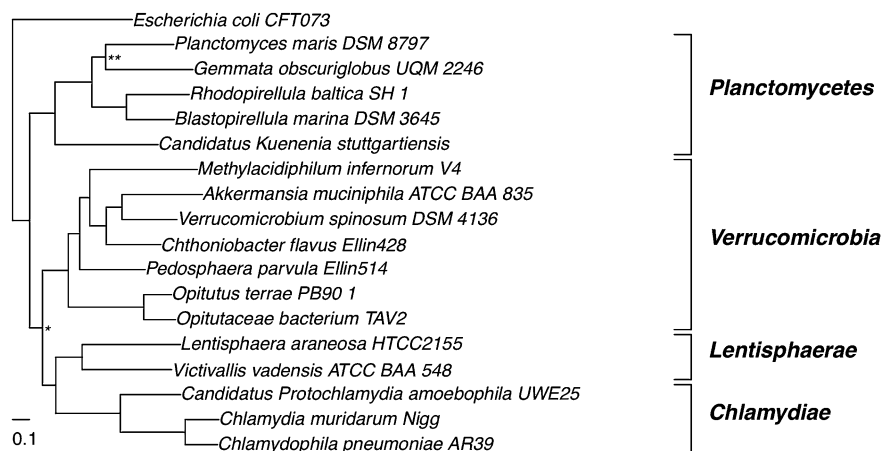 Escherichia coli CFT073
Planctomyces maris DSM 8797
**
Gemmata obscuriglobus UQM 2246
Planctomycetes
Rhodopirellula baltica SH 1
Blastopirellula marina DSM 3645
Candidatus Kuenenia stuttgartiensis
Methylacidiphilum infernorum V4
Akkermansia muciniphila ATCC BAA 835
Verrucomicrobium spinosum DSM 4136
Verrucomicrobia
Chthoniobacter flavus Ellin428
Pedosphaera parvula Ellin514
Opitutus terrae PB90 1
Opitutaceae bacterium TAV2
*
Lentisphaera araneosa HTCC2155
Lentisphaerae
Victivallis vadensis ATCC BAA 548
Candidatus Protochlamydia amoebophila UWE25
Chlamydiae
Chlamydia muridarum Nigg
Chlamydophila pneumoniae AR39
0.1